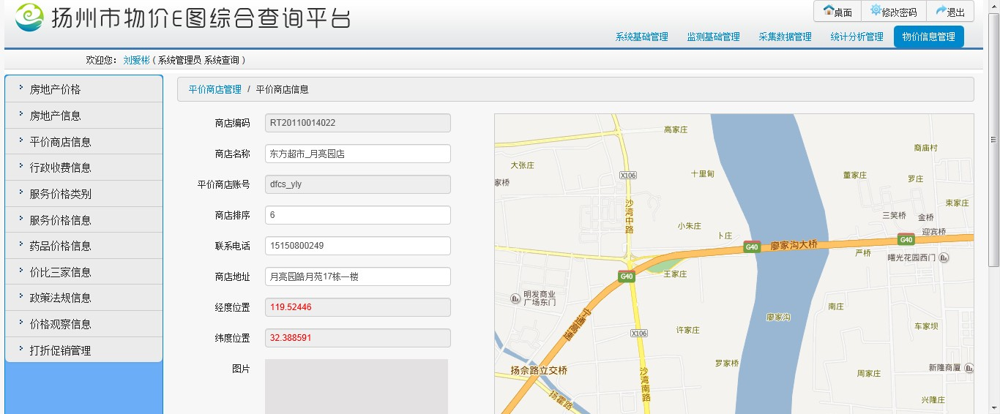 扬州市物价E图综合查询平台
桌面 修改密码 退出
系统基础管理 监测基础管理 采集数据管理 统计分析管理 物价信息管理
欢迎您： 刘爱彬 ( 系统管理员 系统查询 )
房地产价格
房地产信息
平价商店信息
行政收费信息
服务价格类别
服务价格信息
药品价格信息
价比三家信息
政策法规信息
价格观察信息
打折促销管理
平价商店管理 / 平价商店信息
商店编码 RT20110014022
商店名称 东方超市_月亮园店
平价商店账号 dfcs_yly
商店排序 6
联系电话 15150800249
商店地址 月亮园皓月苑17栋一楼
经度位置 119.52446
纬度位置 32.388591
图片
高家庄
裔庙村
大张庄
X106
十里甸
董家庄
罗庄
家桥
束家庄
沙湾中路
三笑桥
金桥
小朱庄
迎宾桥
卜庄
G40
廖家沟大桥
G40
严桥
曙光花园西门
G40
王家庄
明发商业
广场东门
南庄
宁通高速
廖家沟
车家坝
X106
许家庄
罗家桥
新隆商厦
扬佘路立交桥
沙湾南路
周家庄
扬霍路
兴隆庄